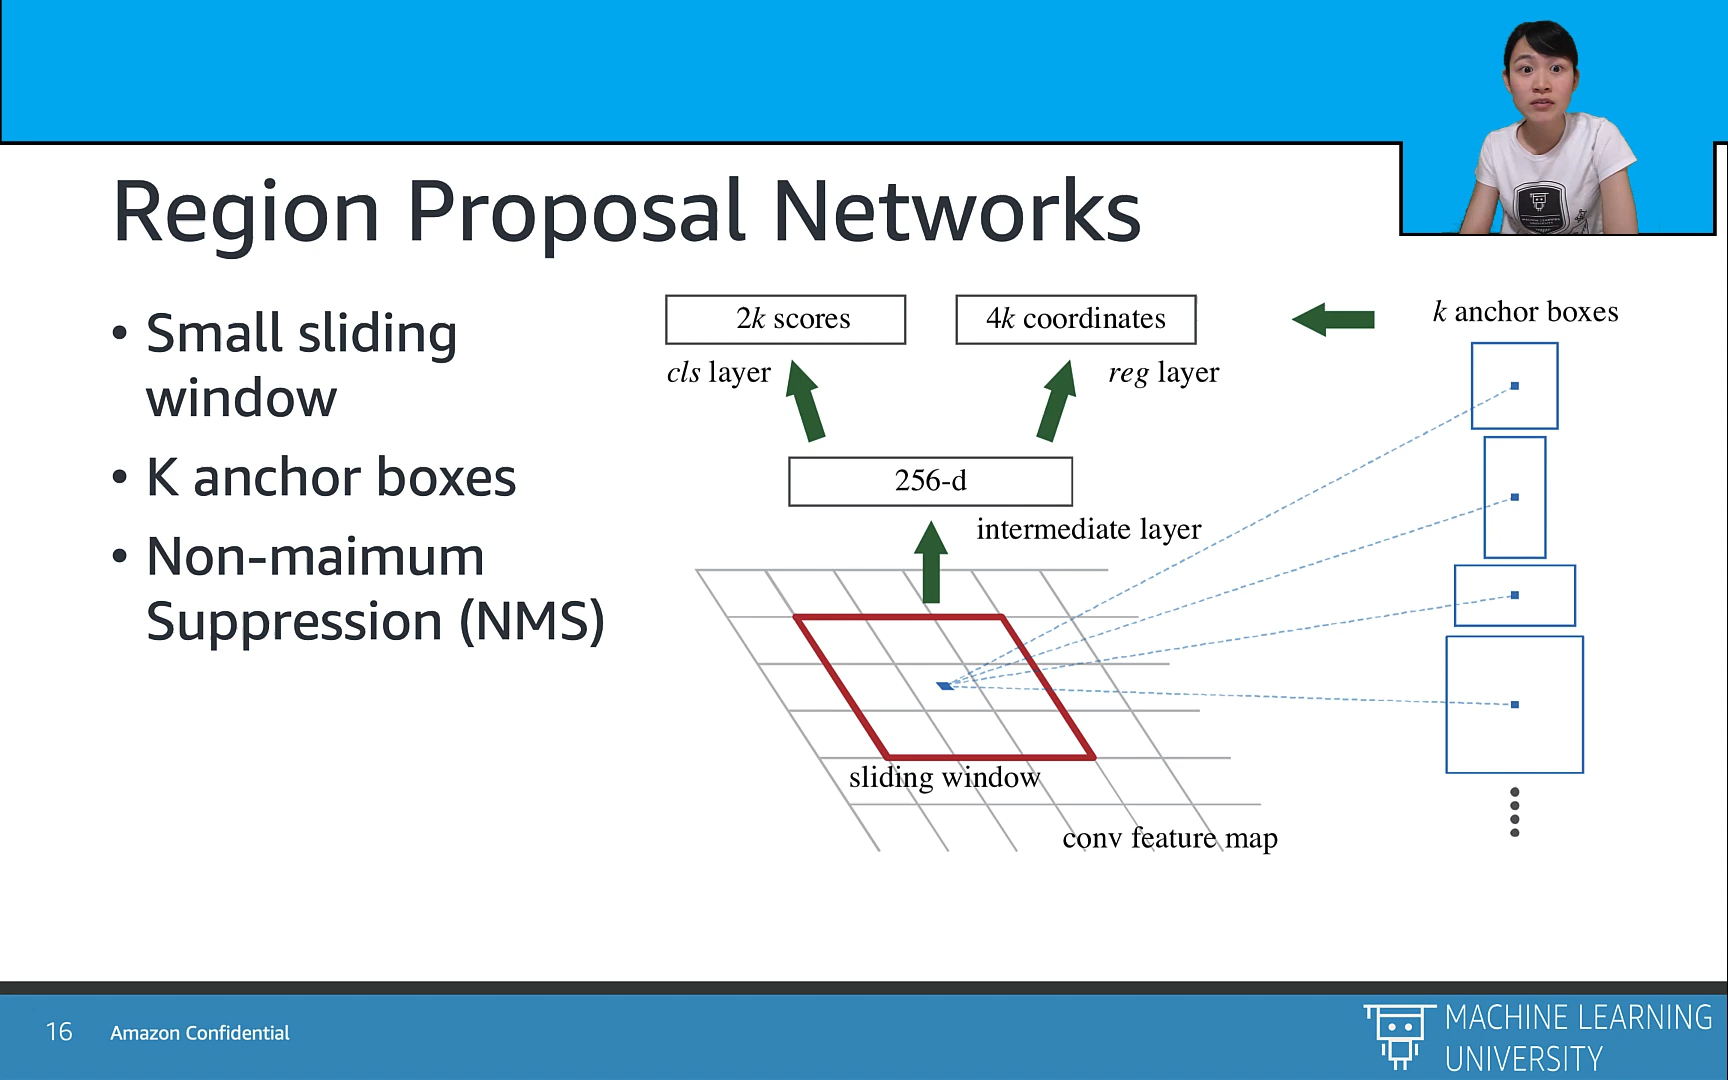 Region Proposal Networks
• Small sliding
window
• K anchor boxes
• Non-maimum
Suppression (NMS)
2k scores
4k coordinates
k anchor boxes
cls layer
reg layer
256-d
intermediate layer
sliding window
conv feature map
16
Amazon Confidential
MACHINE LEARNING
UNIVERSITY